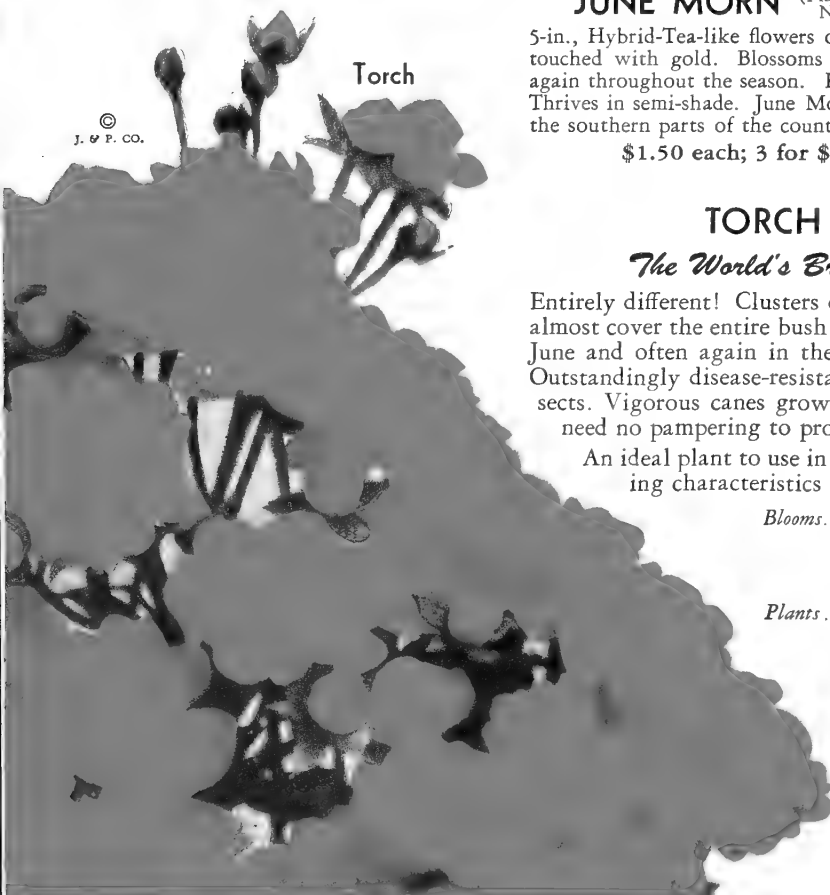 JUNE MORN
5-in., Hybrid-Tea-like flowers
touched with gold. Blossoms
again throughout the season.
Thrives in semi-shade. June Mo
the southern parts of the count
$1.50 each; 3 for $
Torch
©
J. & P. CO.
TORCH
The World's Br
Entirely different! Clusters
almost cover the entire bush
June and often again in the
Outstandingly disease-resista
sects. Vigorous canes grow
need no pampering to pro
An ideal plant to use in
ing characteristics
Blooms.
Plants.